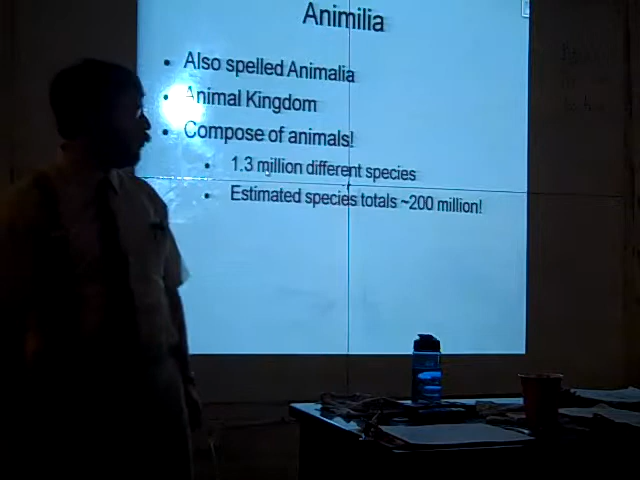 Animilia
• Also spelled Animalia
• Animal Kingdom
• Compose of animals!
• 1.3 million different species
• Estimated species totals ~200 million!